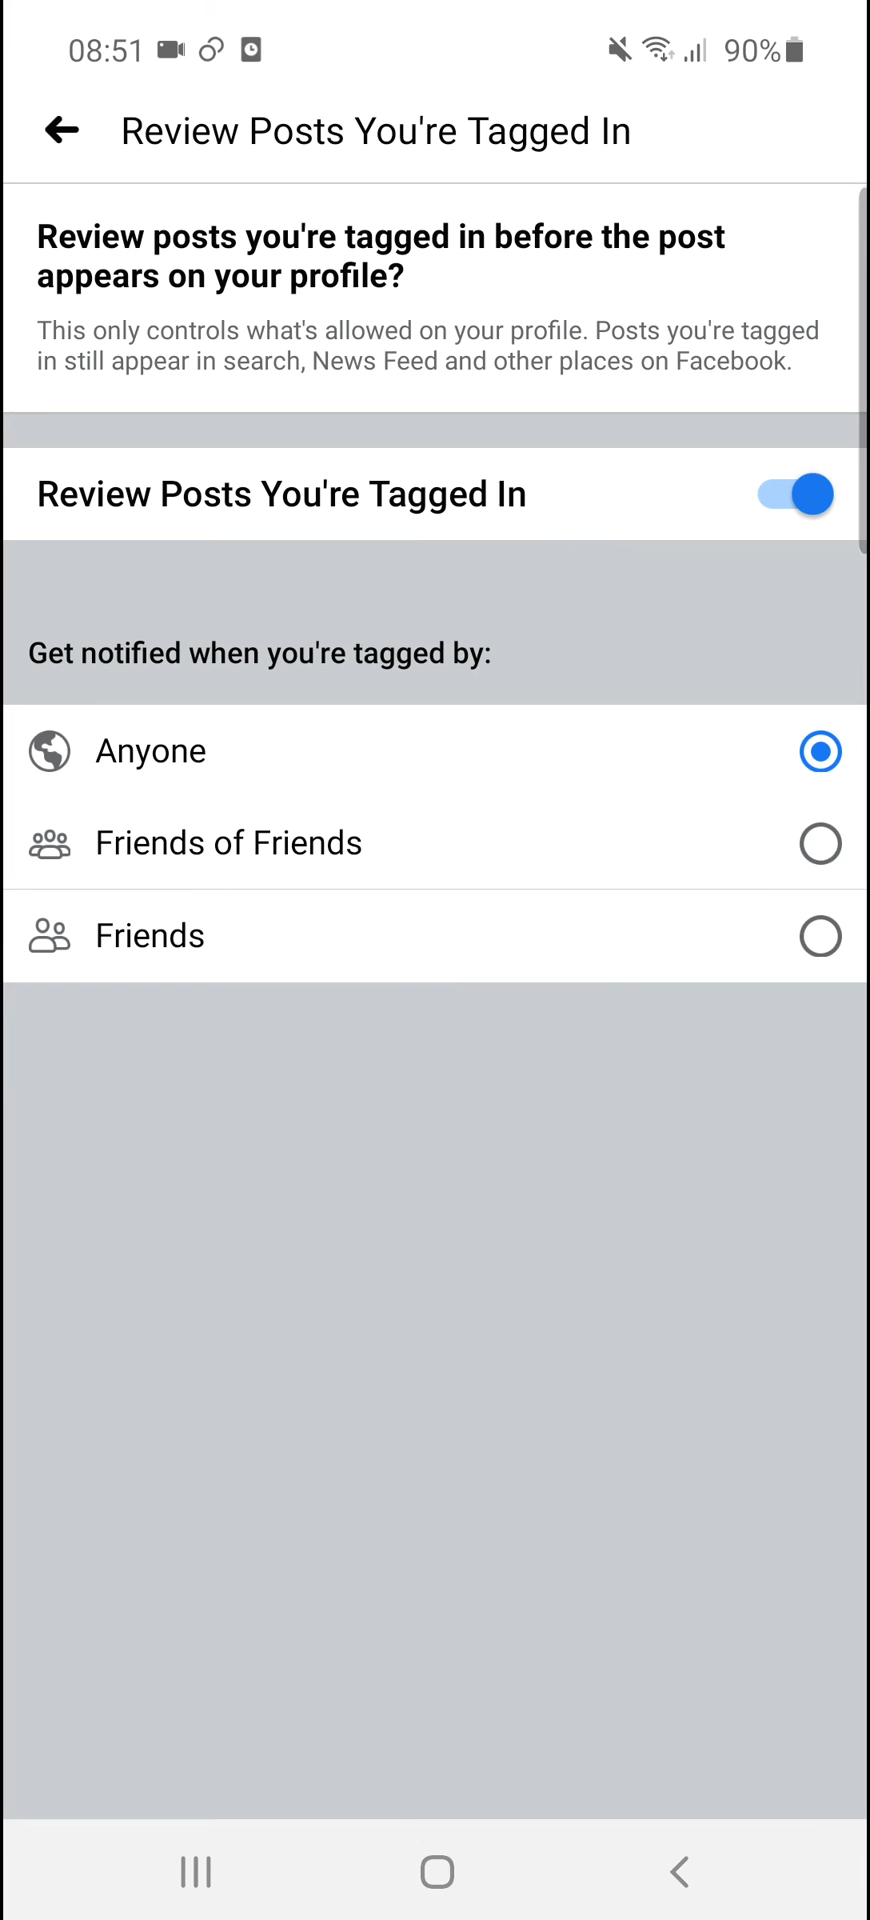 08:51
90%
Review Posts You're Tagged In
Review posts you're tagged in before the post
appears on your profile?
This only controls what's allowed on your profile. Posts you're tagged
in still appear in search, News Feed and other places on Facebook.
Review Posts You're Tagged In
Get notified when you're tagged by:
Anyone
Friends of Friends
Friends